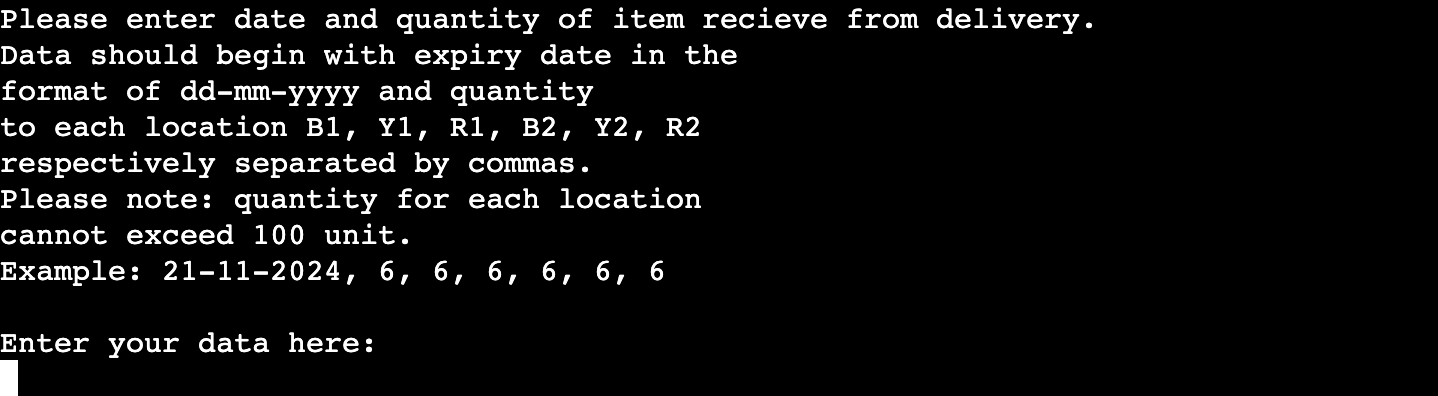 Please enter date and quantity of item recieve from delivery.
Data should begin with expiry date in the
format of dd-mm-yyyy and quantity
to each location B1, Y1, R1, B2, Y2, R2
respectively separated by commas.
Please note: quantity for each location
cannot exceed 100 unit.
Example: 21-11-2024, 6, 6, 6, 6, 6, 6
Enter your data here: